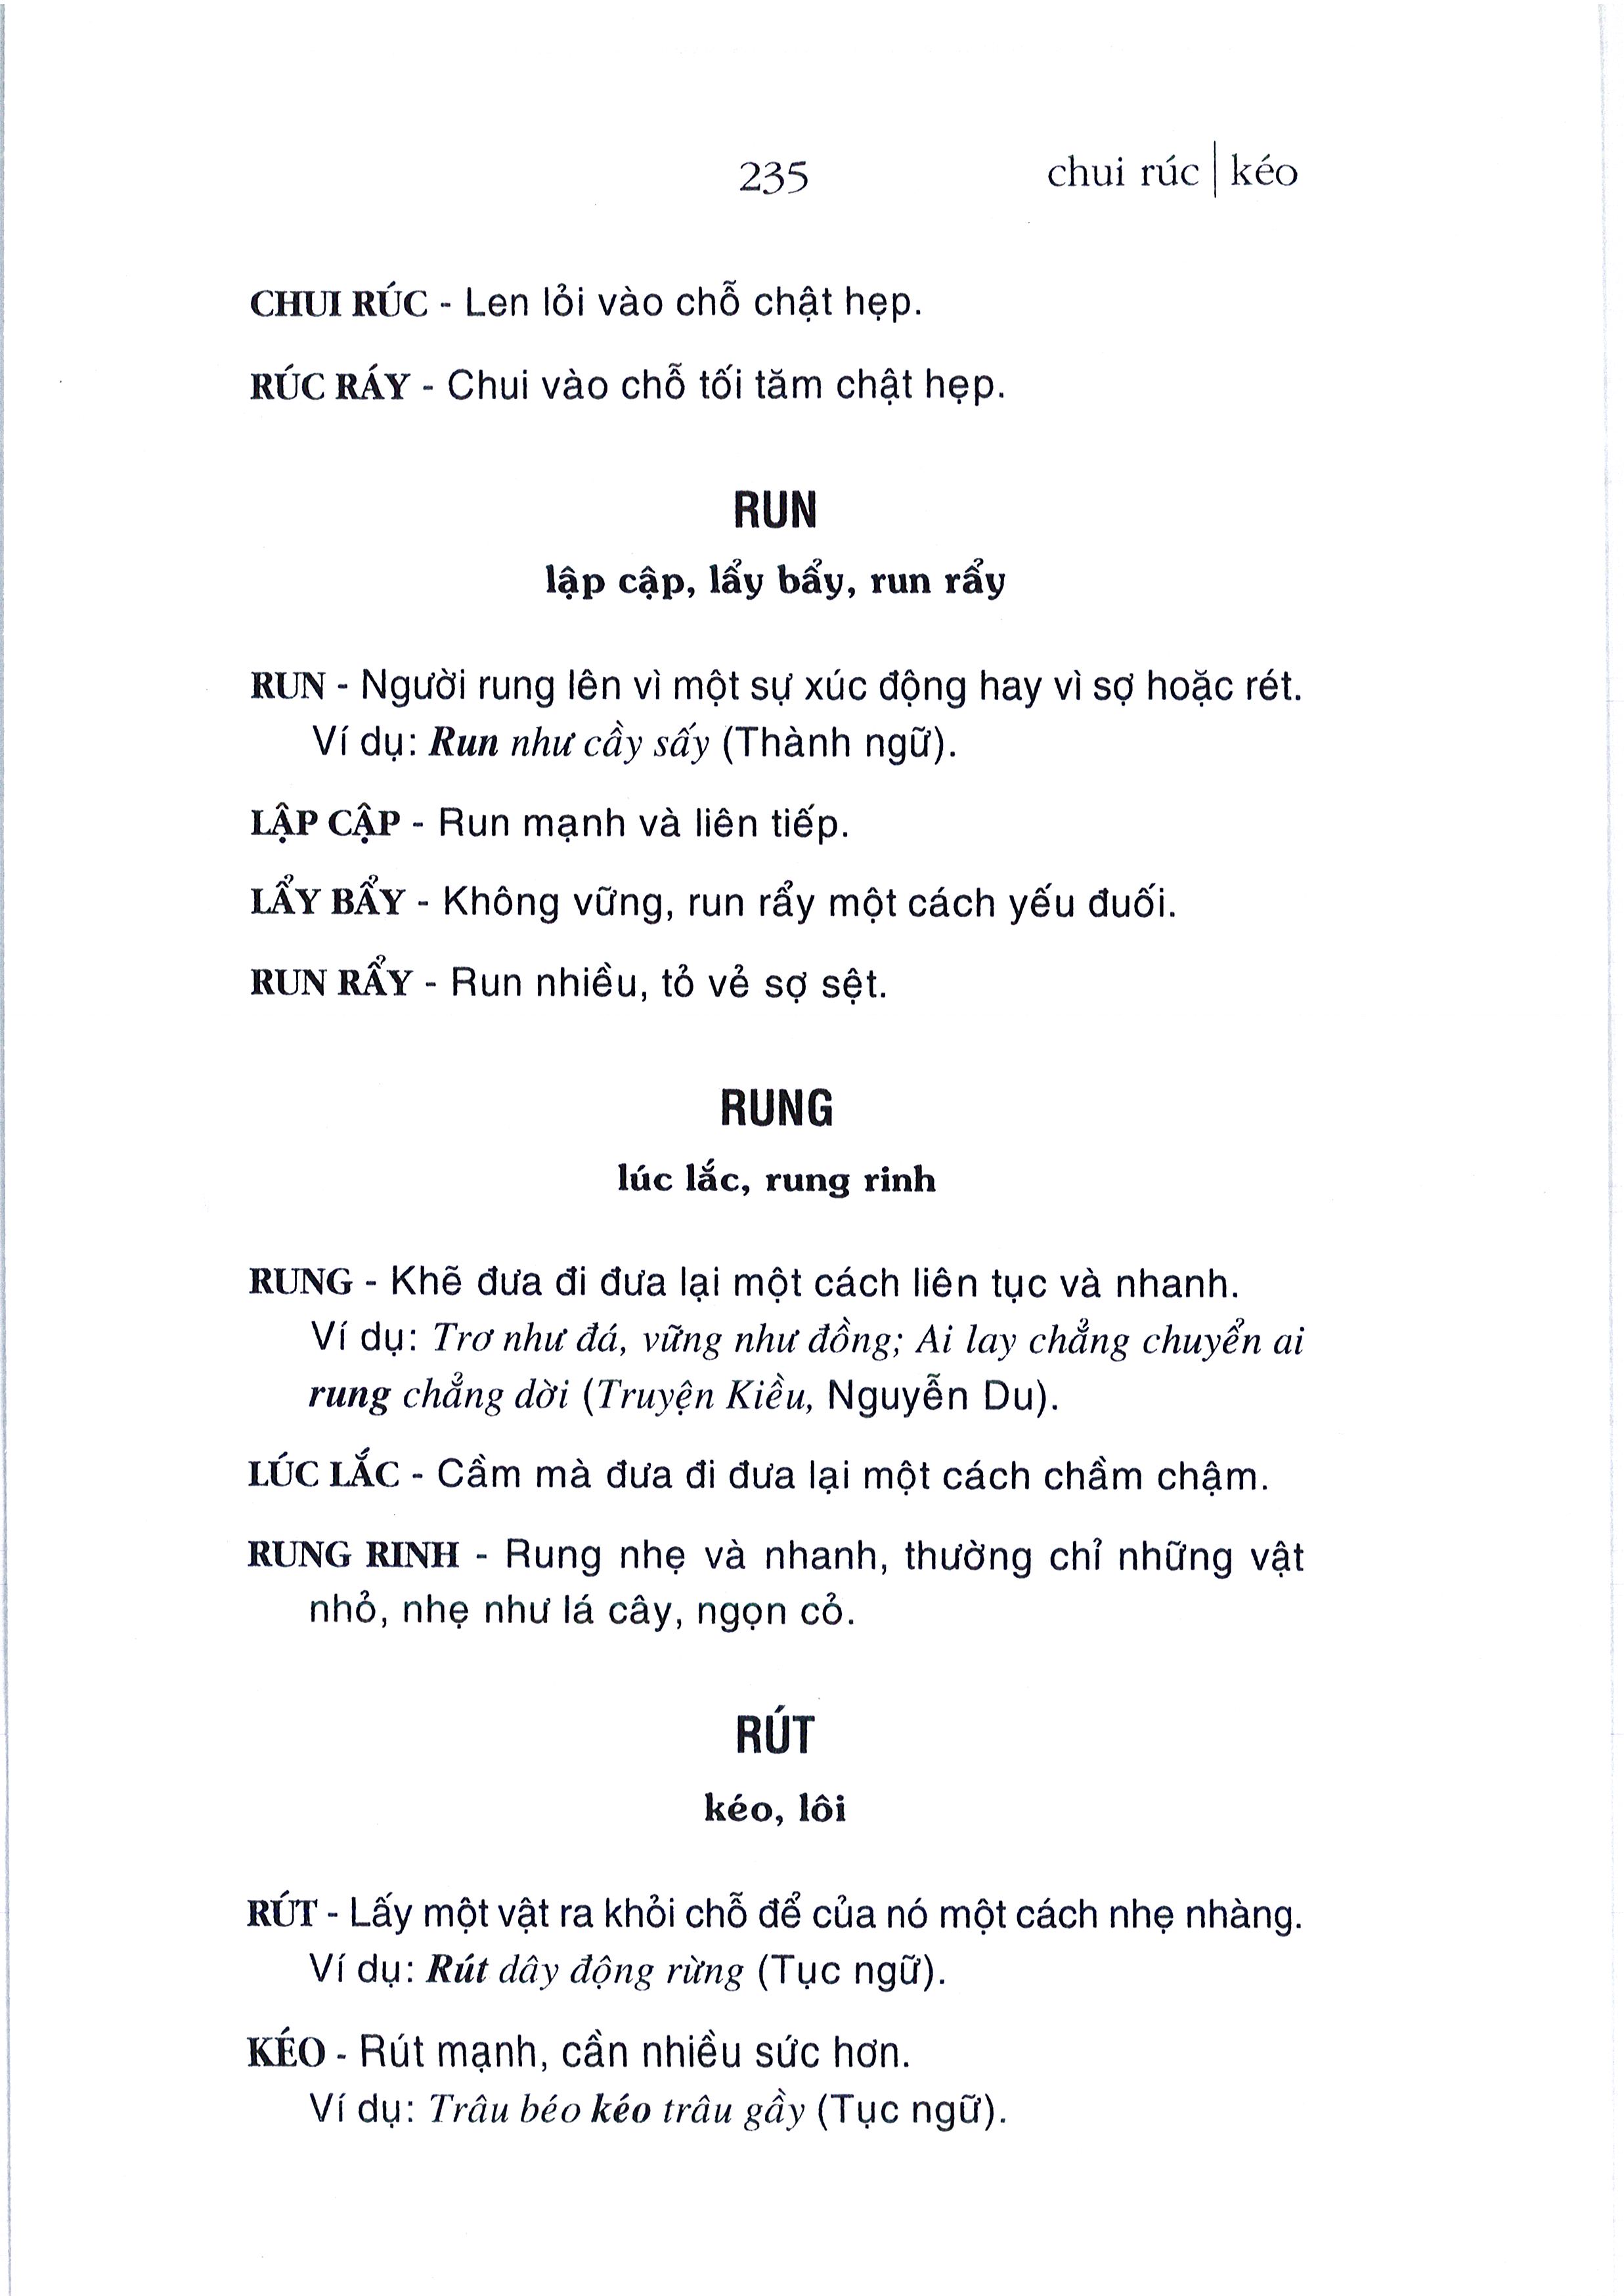 235
chui rúc | kéo
CHUI RÚC - Len lỏi vào chỗ chật hẹp.
RÚC RÁY - Chui vào chỗ tối tăm chật hẹp.
RUN
lập cập, lẩy bẩy, run rẩy
RUN - Người rung lên vì một sự xúc động hay vì sợ hoặc rét.
Ví dụ: Run như cầy sấy (Thành ngữ).
LẬP CẬP - Run mạnh và liên tiếp.
LẨY BẨY - Không vững, run rẩy một cách yếu đuối.
RUN RẨY - Run nhiều, tỏ vẻ sợ sệt.
RUNG
lúc lắc, rung rinh
RUNG - Khẽ đưa đi đưa lại một cách liên tục và nhanh.
Ví dụ: Trơ như đá, vững như đồng; Ai lay chẳng chuyển ai
rung chẳng dời (Truyện Kiều, Nguyễn Du).
LÚC LẮC - Cầm mà đưa đi đưa lại một cách chầm chậm.
RUNG RINH - Rung nhẹ và nhanh, thường chỉ những vật
nhỏ, nhẹ như lá cây, ngọn cỏ.
RÚT
kéo, lôi
RÚT - Lấy một vật ra khỏi chỗ để của nó một cách nhẹ nhàng.
Ví dụ: Rút dây động rừng (Tục ngữ).
KÉO - Rút mạnh, cần nhiều sức hơn.
Ví dụ: Trâu béo kéo trâu gầy (Tục ngữ).